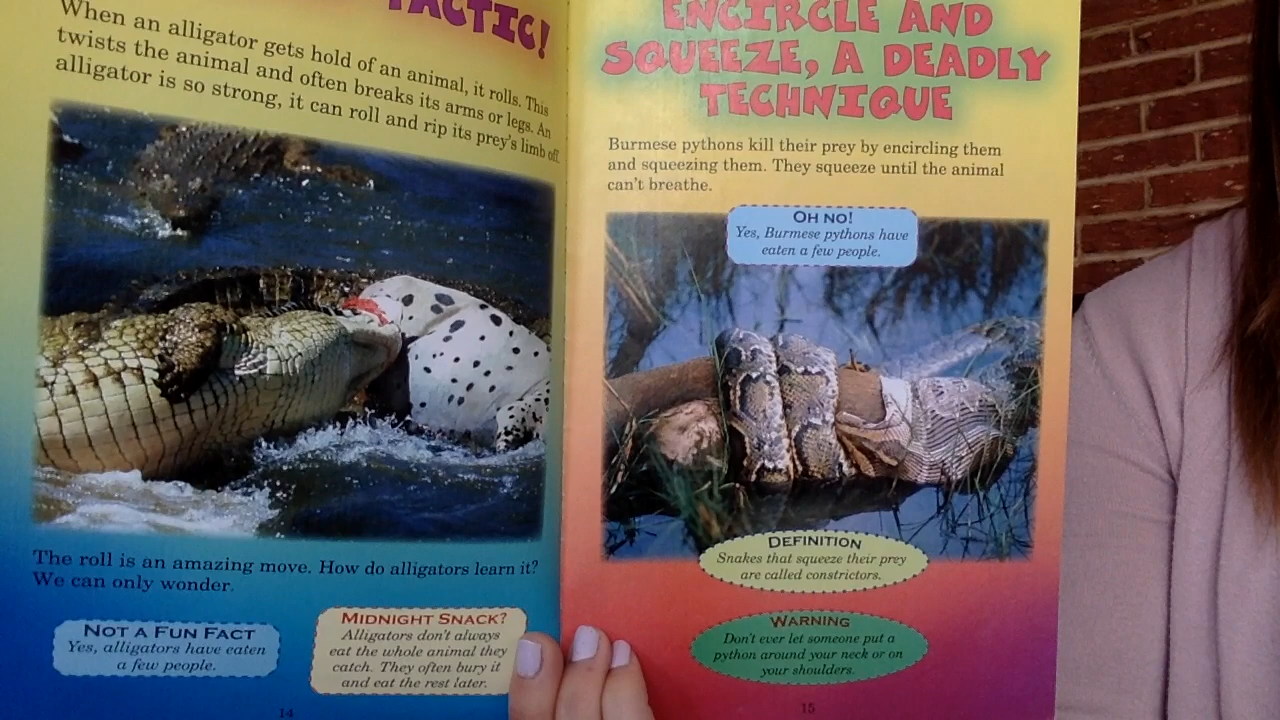 TACTIC!
When an alligator gets hold of an animal, it rolls. This
twists the animal and often breaks its arms or legs. An
alligator is so strong, it can roll and rip its prey's limb off.
The roll is an amazing move. How do alligators learn it?
We can only wonder.
NOT A FUN FACT
Yes, alligators have eaten
a few people.
MIDNIGHT SNACK?
Alligators don't always
eat the whole animal they
catch. They often bury it
and eat the rest later.
14
ENCIRCLE AND
SQUEEZE, A DEADLY
TECHNIQUE
Burmese pythons kill their prey by encircling them
and squeezing them. They squeeze until the animal
can't breathe.
OH NO!
Yes, Burmese pythons have
eaten a few people.
DEFINITION
Snakes that squeeze their prey
are called constrictors.
WARNING
Don't ever let someone put a
python around your neck or on
your shoulders.
15